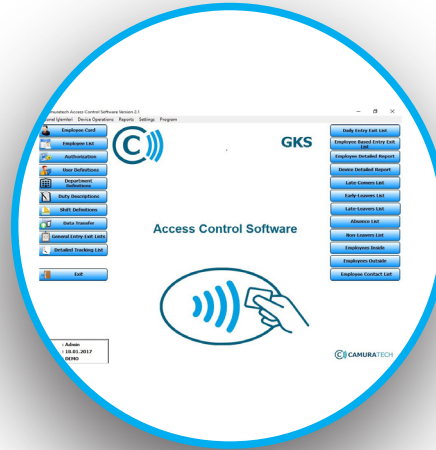 muratech Access Control Software Version 2.1
onel İşlemleri Device Operations Reports Settings Program
Employee Card
Employee List
Authorization
User Definitions
Department
Definitions
Duty Descriptions
Shift Definitions
Data Transfer
General Entry-Exit Lists
Detailed Tracking List
Exit
C
GKS
Access Control Software
Daily Entry Exit List
Employee Based Entry Exit
List
Employee Detailed Report
Device Detailed Report
Late-Comers List
Early-Leavers List
Late-Leavers List
Absence List
Non-Leavers List
Employees Inside
Employees Outside
Employee Contact List
: Admin
: 10.01.2017
: DEMO
CAMURATECH